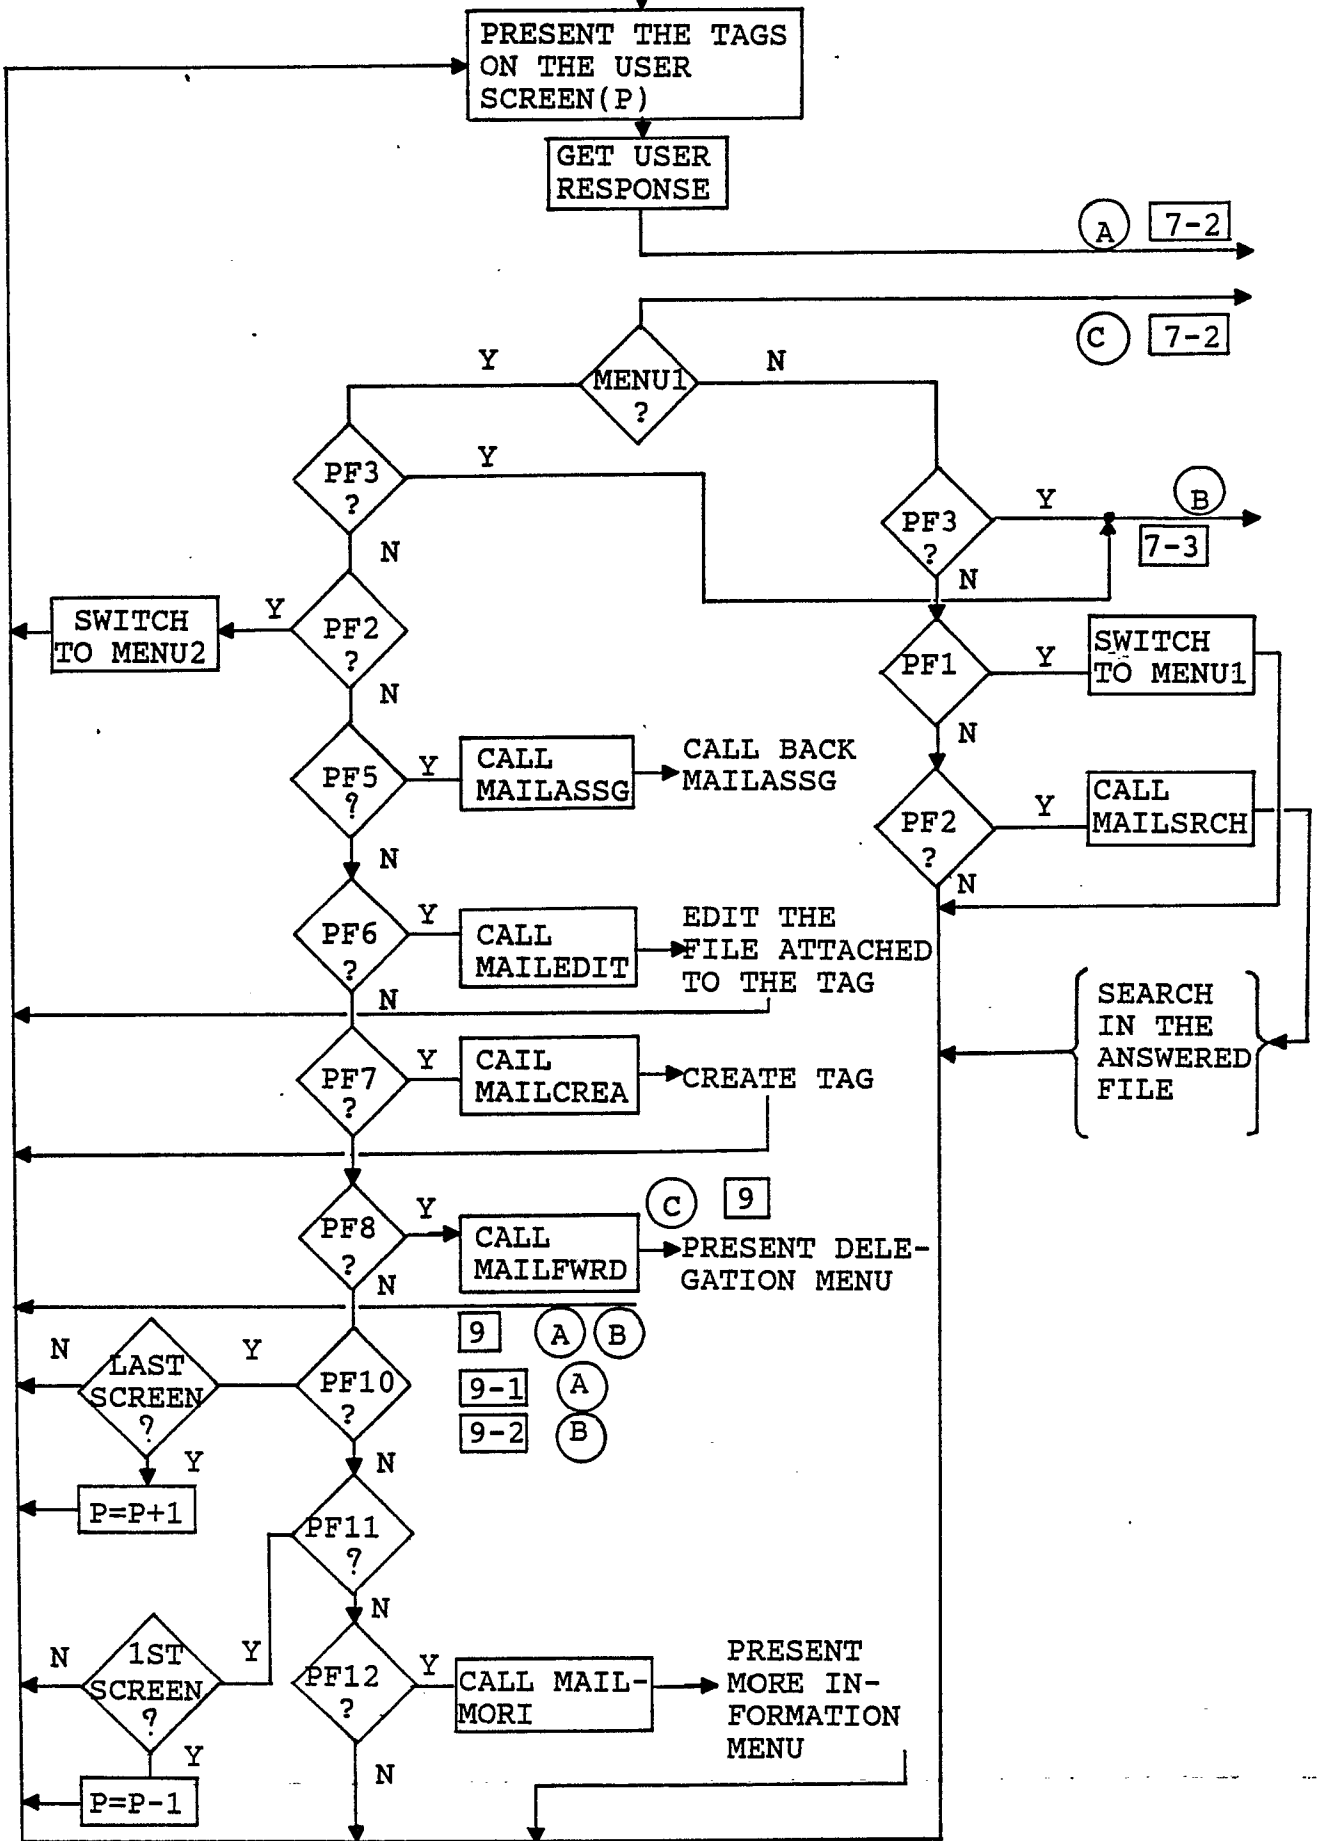 PRESENT THE TAGS
ON THE USER
SCREEN(P)
GET USER
RESPONSE
A 7-2
C 7-2
MENU1
?
Y
N
PF3
?
Y
N
PF3
?
Y
B
7-3
N
PF2
?
Y
SWITCH
TO MENU2
N
PF1
Y
SWITCH
TO MENU1
N
PF5
?
Y
CALL
MAILASSG
CALL BACK
MAILASSG
N
PF2
?
Y
CALL
MAILSRCH
N
PF6
?
Y
CALL
MAILEDIT
EDIT THE
FILE ATTACHED
TO THE TAG
N
SEARCH
IN THE
ANSWERED
FILE
PF7
?
Y
CAIL
MAILCREA
CREATE TAG
PF8
?
Y
CALL
MAILFWRD
C 9
PRESENT DELE-
GATION MENU
N
9 A B
9-1 A
9-2 B
PF10
?
Y
LAST
SCREEN
?
N
Y
P=P+1
N
PF11
?
Y
1ST
SCREEN
?
N
Y
P=P-1
N
PF12
?
Y
CALL MAIL-
MORI
PRESENT
MORE IN-
FORMATION
MENU
N